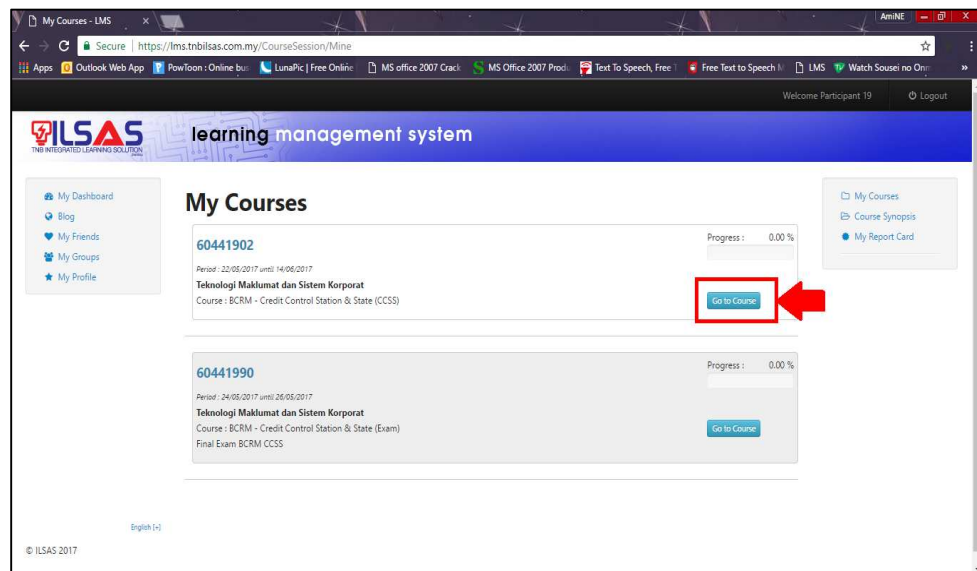 My Courses - LMS
AmiNE
Secure | https://lms.tnbilsas.com.my/CourseSession/Mine
Apps Outlook Web App PowToon : Online bus LunaPic | Free Online MS office 2007 Crack MS Office 2007 Produ Text To Speech, Free T Free Text to Speech M LMS Watch Sousei no Onm »
Welcome Participant 19 Logout
ILSAS
TNB INTEGRATED LEARNING SOLUTION
learning management system
My Dashboard
Blog
My Friends
My Groups
My Profile
My Courses
60441902
Progress : 0.00 %
Period : 22/05/2017 until 14/06/2017
Teknologi Maklumat dan Sistem Korporat
Course : BCRM - Credit Control Station & State (CCSS)
Go to Course
60441990
Progress : 0.00 %
Period : 24/05/2017 until 26/05/2017
Teknologi Maklumat dan Sistem Korporat
Course : BCRM - Credit Control Station & State (Exam)
Final Exam BCRM CCSS
Go to Course
My Courses
Course Synopsis
My Report Card
English [+]
© ILSAS 2017